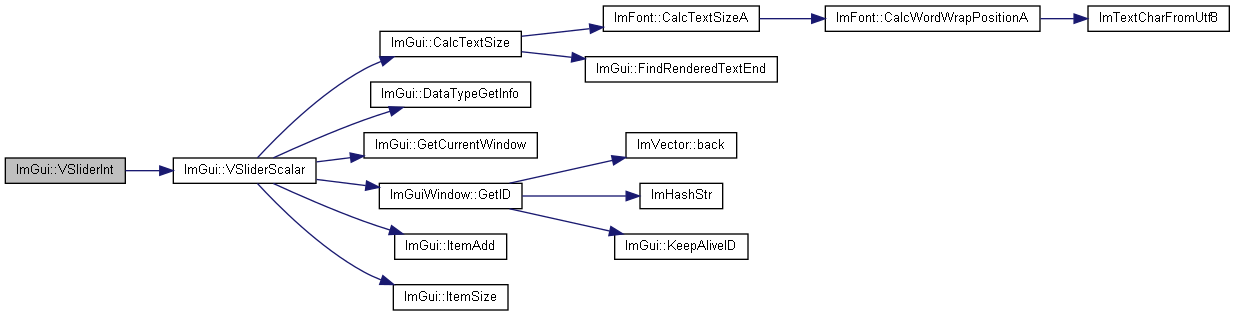 ImGui::VSliderInt
ImGui::VSliderScalar
ImGui::CalcTextSize
ImFont::CalcTextSizeA
ImFont::CalcWordWrapPositionA
ImTextCharFromUtf8
ImGui::FindRenderedTextEnd
ImGui::DataTypeGetInfo
ImGui::GetCurrentWindow
ImGuiWindow::GetID
ImVector::back
ImHashStr
ImGui::KeepAliveID
ImGui::ItemAdd
ImGui::ItemSize